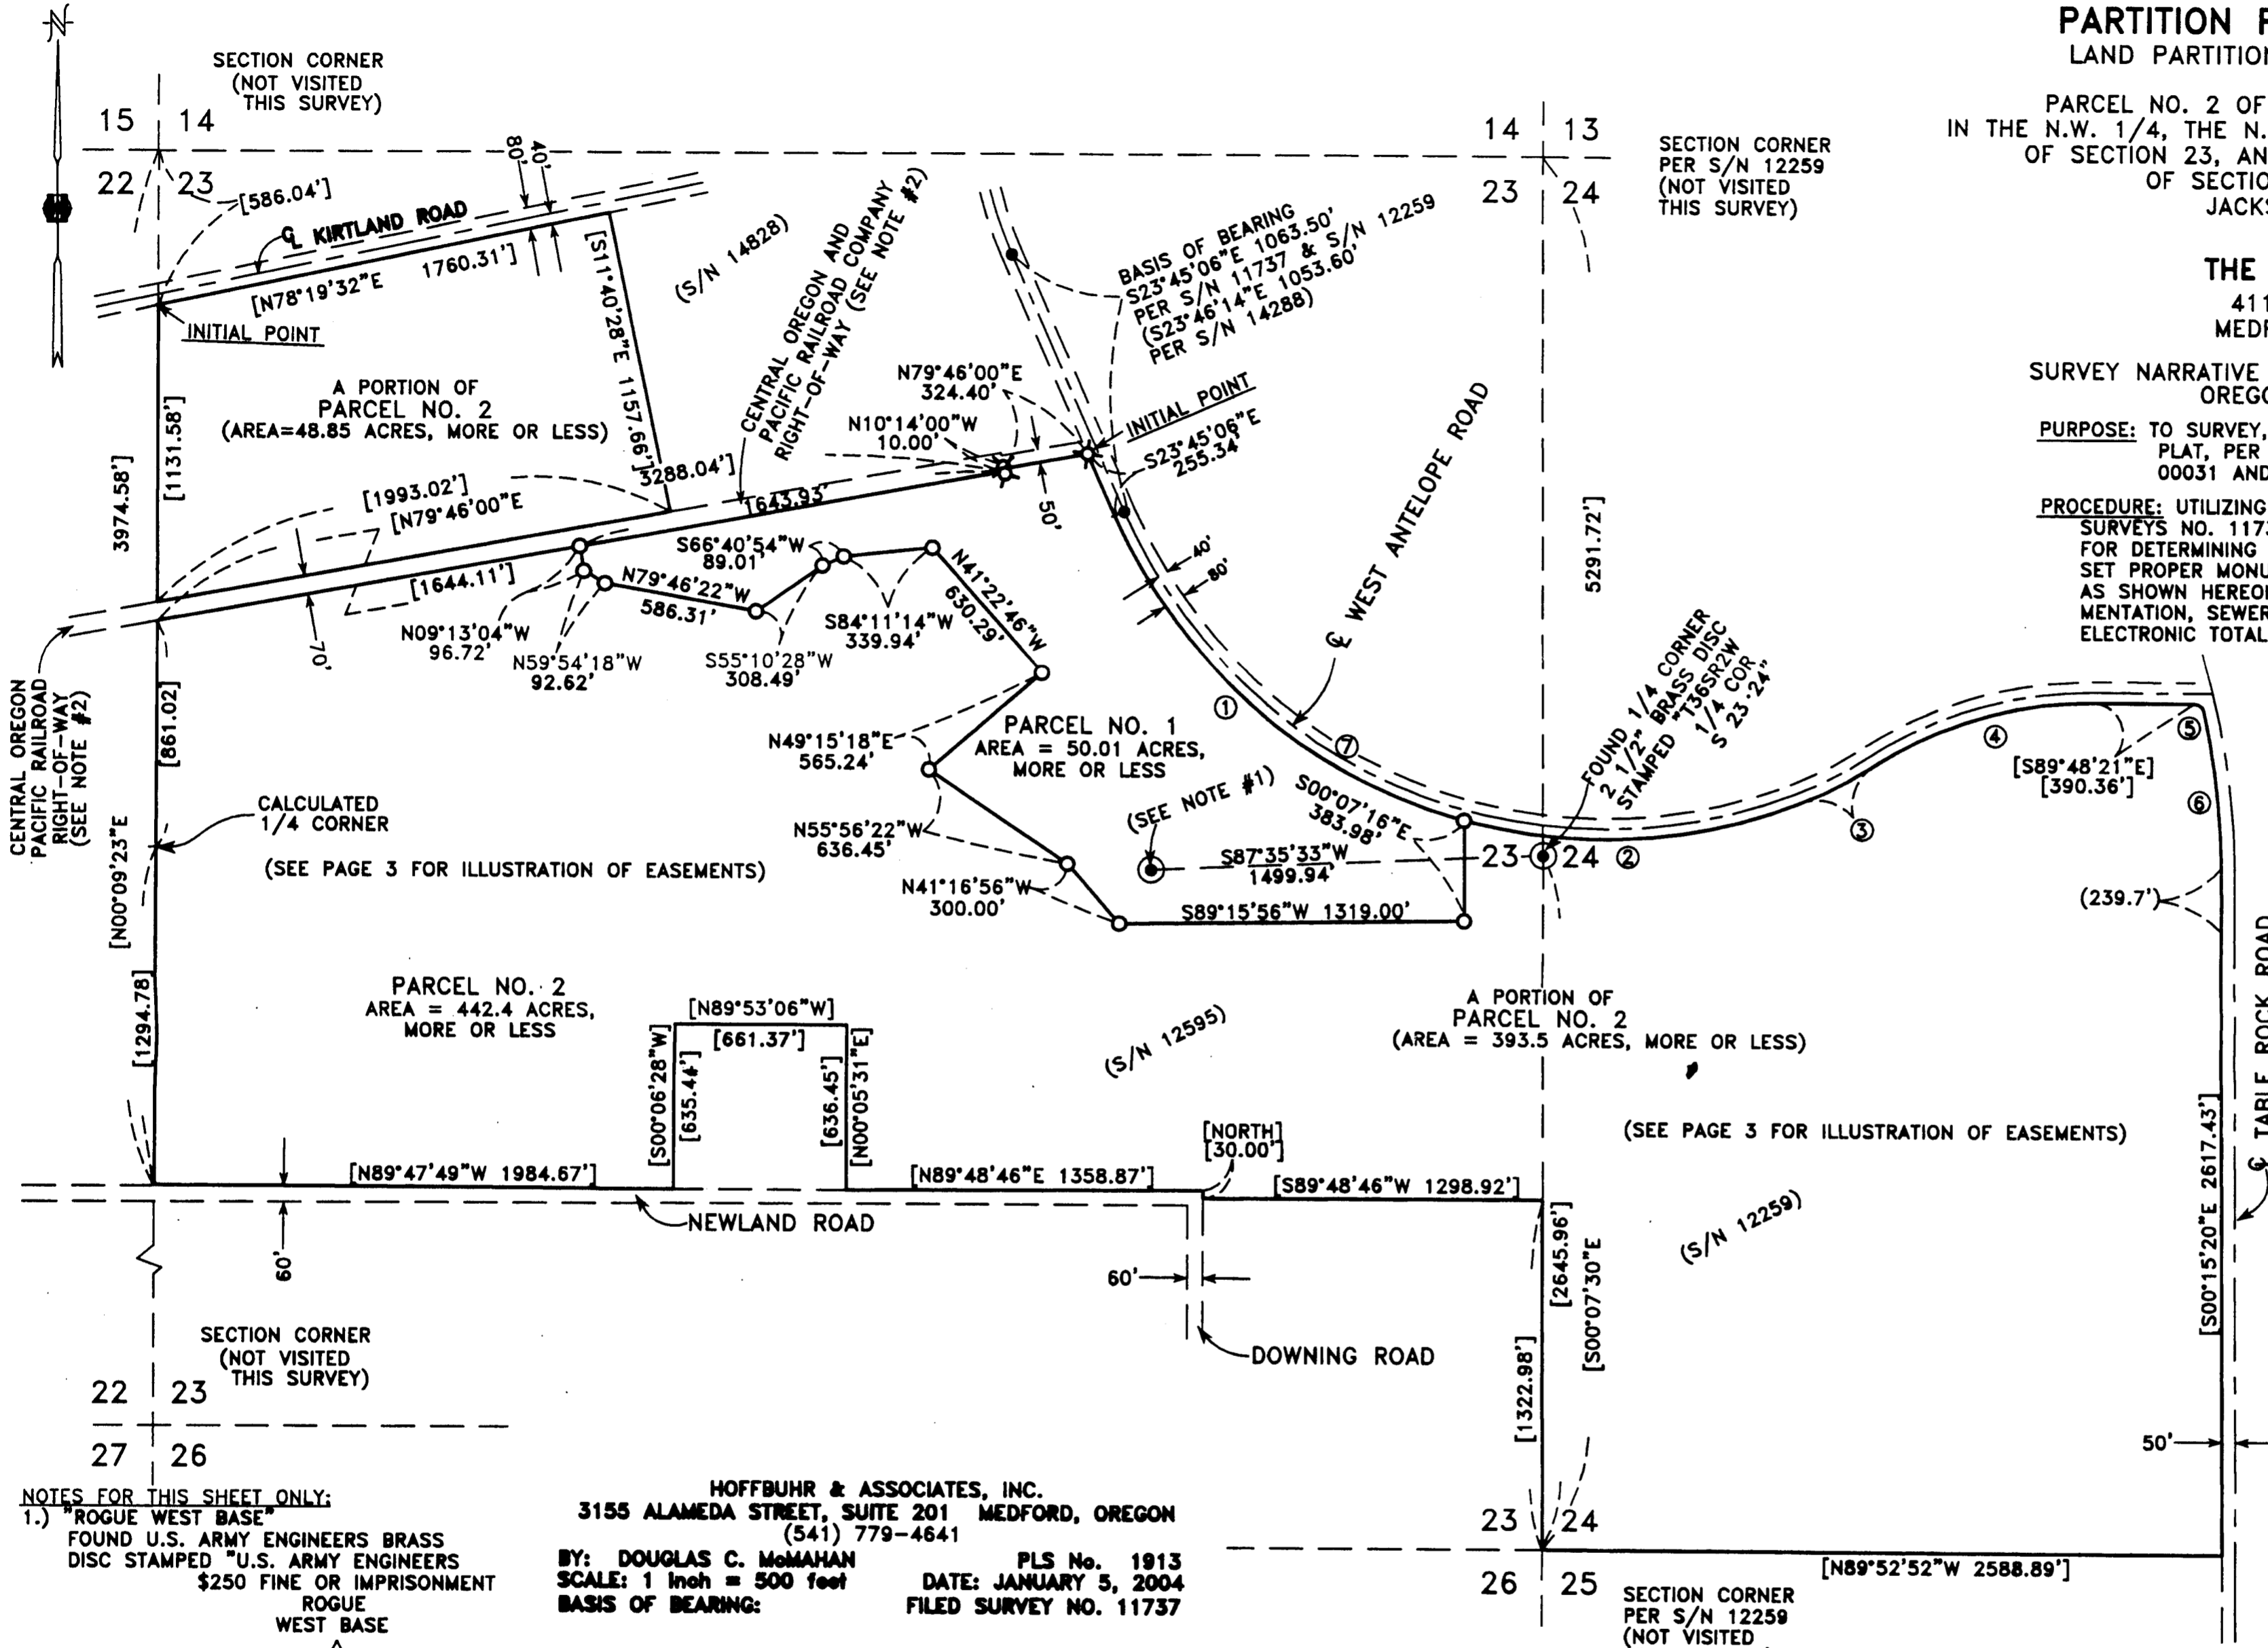 N
SECTION CORNER
(NOT VISITED
THIS SURVEY)
15 14
22 23
[586.04']
℄ KIRTLAND ROAD
80'
40'
[N78°19'32"E 1760.31']
INITIAL POINT
[S11°40'28"E 1157.66']
(S/N 14828)
A PORTION OF
PARCEL NO. 2
(AREA=48.85 ACRES, MORE OR LESS)
3974.58']
[1131.58']
CENTRAL OREGON AND
PACIFIC RAILROAD COMPANY
RIGHT-OF-WAY (SEE NOTE #2)
BASIS OF BEARING
S23°45'06"E 1063.50'
PER S/N 11737 & S/N 12259
(S23°46'14"E 1053.60'
PER S/N 14288)
14 13
23 24
SECTION CORNER
PER S/N 12259
(NOT VISITED
THIS SURVEY)
PARTITION
LAND PARTITION
PARCEL NO. 2 OF
IN THE N.W. 1/4, THE N.
OF SECTION 23, AN
OF SECTIO
JACKS
THE
411
MEDF
SURVEY NARRATIVE
OREGO
PURPOSE: TO SURVEY,
PLAT, PER
00031 AND
PROCEDURE: UTILIZING
SURVEYS NO. 1173
FOR DETERMINING
SET PROPER MONU
AS SHOWN HEREON
MENTATION, SEWER
ELECTRONIC TOTAL
N79°46'00"E
324.40'
N10°14'00"W
10.00'
INITIAL POINT
S23°45'06"E
255.34'
3288.04']
1643.93'
50'
[1993.02']
[N79°46'00"E
[1644.11']
70'
S66°40'54"W
89.01'
N79°46'22"W
586.31'
N09°13'04"W
96.72'
N59°54'18"W
92.62'
S55°10'28"W
308.49'
S84°11'14"W
339.94'
N41°22'46"W
630.29'
40'
80'
℄ WEST ANTELOPE ROAD
5291.72']
FOUND 1/4 CORNER
2 1/2" BRASS DISC
STAMPED "T36SR2W
1/4 COR
S 23·24"
CENTRAL OREGON
PACIFIC RAILROAD
RIGHT-OF-WAY
(SEE NOTE #2)
[861.02]
CALCULATED
1/4 CORNER
[N00°09'23"E
(SEE PAGE 3 FOR ILLUSTRATION OF EASEMENTS)
N49°15'18"E
565.24'
PARCEL NO. 1
AREA = 50.01 ACRES,
MORE OR LESS
①
⑦
(SEE NOTE #1)
S00°07'16"E
383.98'
N55°56'22"W
636.45'
S87°35'33"W
1499.94'
23 24
②
③
④
⑤
[S89°48'21"E]
[390.36']
⑥
(239.7')
N41°16'56"W
300.00'
S89°15'56"W 1319.00'
[1294.78]
PARCEL NO. 2
AREA = 442.4 ACRES,
MORE OR LESS
[N89°53'06"W]
[661.37']
[S00°06'28"W]
[635.44']
[636.45']
[N00°05'31"E]
(S/N 12595)
A PORTION OF
PARCEL NO. 2
(AREA = 393.5 ACRES, MORE OR LESS)
(SEE PAGE 3 FOR ILLUSTRATION OF EASEMENTS)
℄ TABLE ROCK ROAD
[S00°15'20"E 2617.43']
[N89°47'49"W 1984.67']
[N89°48'46"E 1358.87']
[NORTH]
[30.00']
[S89°48'46"W 1298.92']
NEWLAND ROAD
60'
60'
DOWNING ROAD
[2645.96']
[S00°07'30"E
[1322.98']
(S/N 12259)
SECTION CORNER
(NOT VISITED
THIS SURVEY)
22 23
27 26
50'
23 24
26 25
[N89°52'52"W 2588.89']
SECTION CORNER
PER S/N 12259
(NOT VISITED
NOTES FOR THIS SHEET ONLY:
1.) "ROGUE WEST BASE"
FOUND U.S. ARMY ENGINEERS BRASS
DISC STAMPED "U.S. ARMY ENGINEERS
$250 FINE OR IMPRISONMENT
ROGUE
WEST BASE
HOFFBUHR & ASSOCIATES, INC.
3155 ALAMEDA STREET, SUITE 201 MEDFORD, OREGON
(541) 779-4641
BY: DOUGLAS C. McMAHAN PLS No. 1913
SCALE: 1 Inch = 500 feet DATE: JANUARY 5, 2004
BASIS OF BEARING: FILED SURVEY NO. 11737